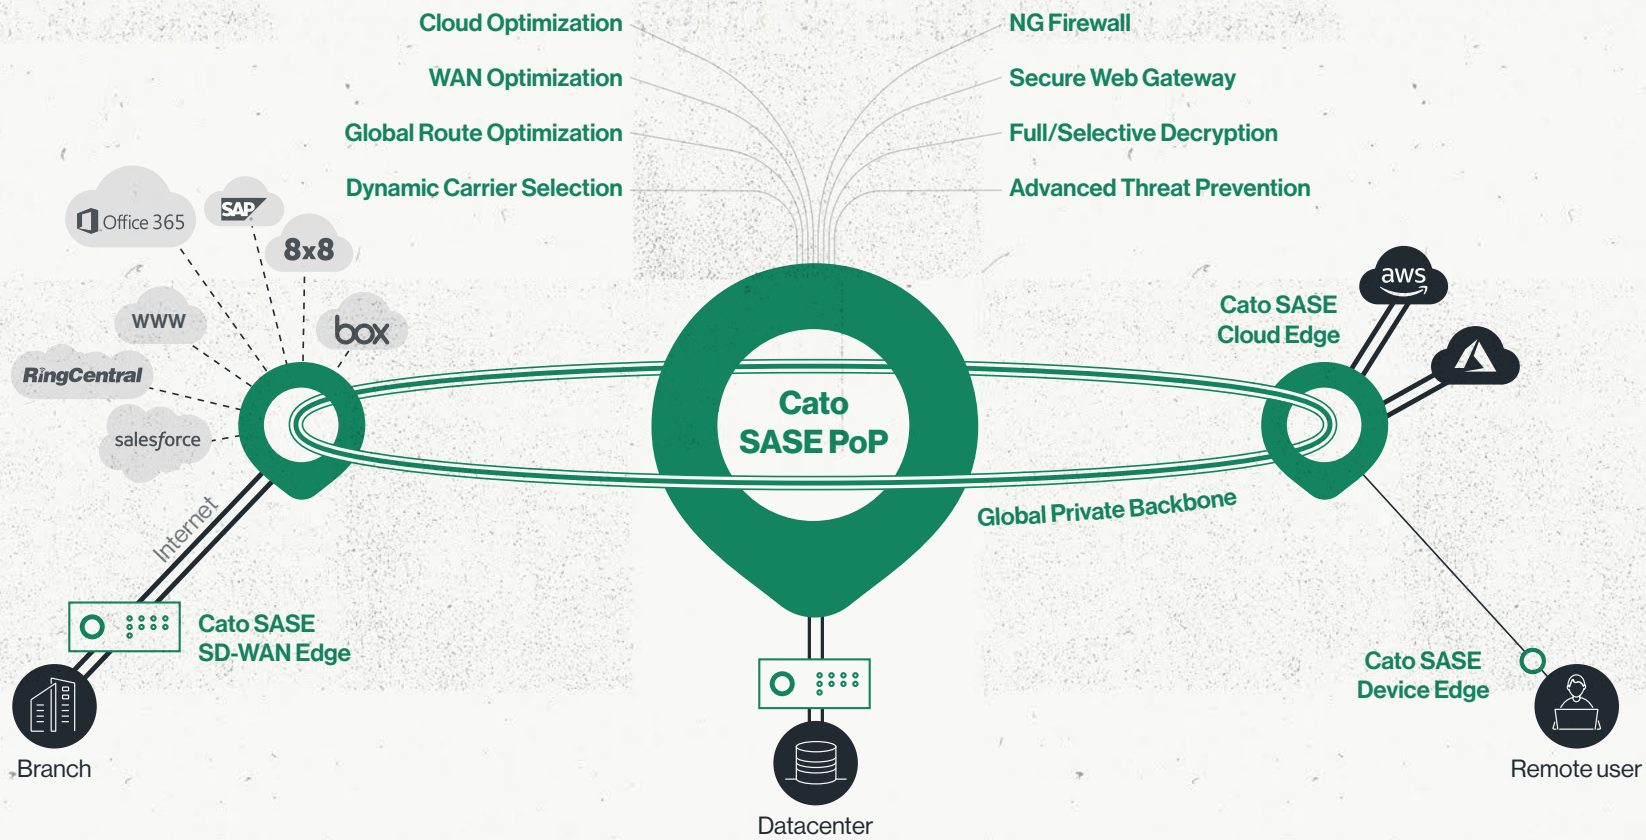 Cloud Optimization
WAN Optimization
Global Route Optimization
Dynamic Carrier Selection
NG Firewall
Secure Web Gateway
Full/Selective Decryption
Advanced Threat Prevention
Office 365
SAP
8x8
www
box
RingCentral
salesforce
Internet
Cato SASE
SD-WAN Edge
Branch
Cato
SASE PoP
Global Private Backbone
Datacenter
Cato SASE
Cloud Edge
aws
Cato SASE
Device Edge
Remote user